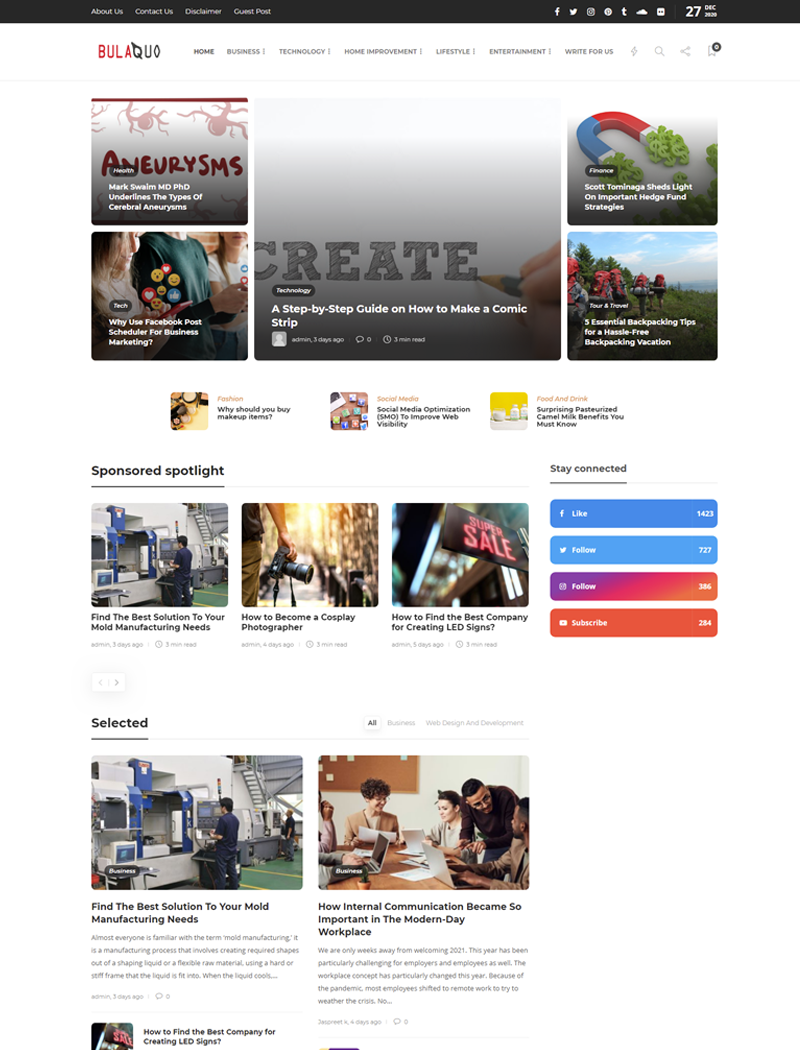 About Us Contact Us Disclaimer Guest Post
27 DEC 2020
BULAQUO
HOME BUSINESS TECHNOLOGY HOME IMPROVEMENT LIFESTYLE ENTERTAINMENT WRITE FOR US
0
ANEURYSMS
Health
Mark Swaim MD PhD
Underlines The Types Of
Cerebral Aneurysms
Tech
Why Use Facebook Post
Scheduler For Business
Marketing?
CREATE
Technology
A Step-by-Step Guide on How to Make a Comic
Strip
admin, 3 days ago 0 3 min read
Finance
Scott Tominaga Sheds Light
On Important Hedge Fund
Strategies
Tour & Travel
5 Essential Backpacking Tips
for a Hassle-Free
Backpacking Vacation
Fashion
Why should you buy
makeup items?
Social Media
Social Media Optimization
(SMO) To Improve Web
Visibility
Food And Drink
Surprising Pasteurized
Camel Milk Benefits You
Must Know
Sponsored spotlight
Find The Best Solution To Your
Mold Manufacturing Needs
admin, 3 days ago 3 min read
How to Become a Cosplay
Photographer
admin, 4 days ago 3 min read
SUPER
SALE
How to Find the Best Company
for Creating LED Signs?
admin, 5 days ago 3 min read
Stay connected
Like 1423
Follow 727
Follow 386
Subscribe 284
Selected
All Business Web Design And Development
Business
Find The Best Solution To Your Mold
Manufacturing Needs
Almost everyone is familiar with the term 'mold manufacturing,' it
is a manufacturing process that involves creating required shapes
out of a shaping liquid or a flexible raw material, using a hard or
stiff frame that the liquid is fit into. When the liquid cools,...
admin, 3 days ago 0
SALE
How to Find the Best Company for
Creating LED Signs?
Business
How Internal Communication Became So
Important in The Modern-Day
Workplace
We are only weeks away from welcoming 2021. This year has been
particularly challenging for employers and employees as well. The
workplace concept has particularly changed this year. Because of
the pandemic, most employees shifted to remote work to try to
weather the crisis. No...
Jaspreet k, 4 days ago 0